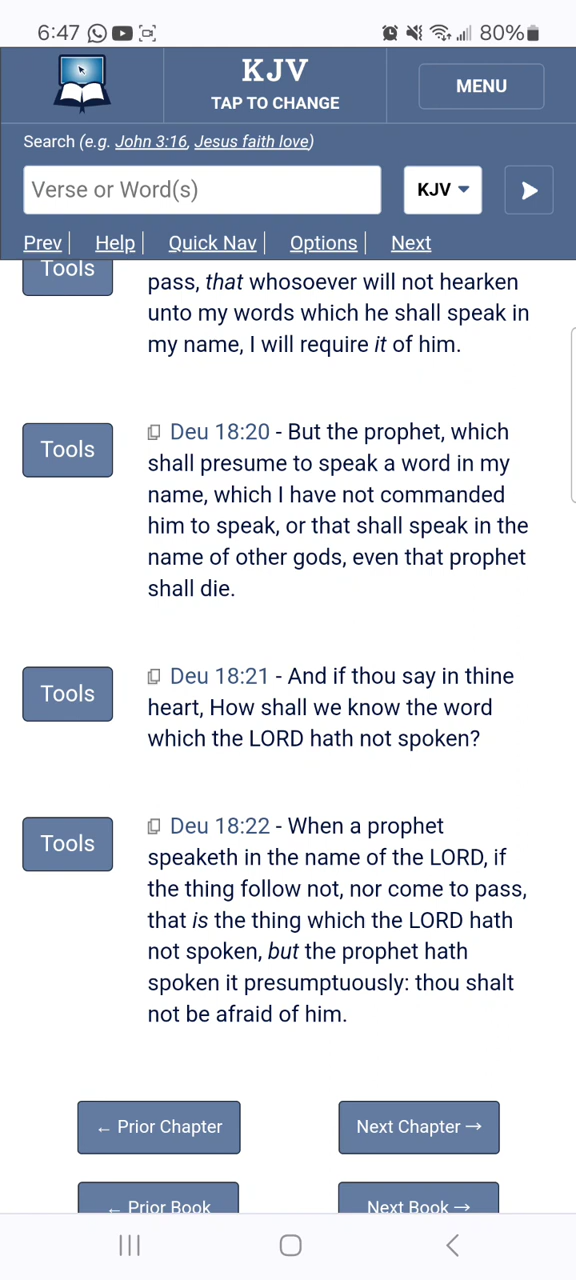 6:47 80%
KJV
TAP TO CHANGE
MENU
Search (e.g. John 3:16, Jesus faith love)
Verse or Word(s)
KJV
Prev Help Quick Nav Options Next
Tools
pass, that whosoever will not hearken
unto my words which he shall speak in
my name, I will require it of him.
Tools
Deu 18:20 - But the prophet, which
shall presume to speak a word in my
name, which I have not commanded
him to speak, or that shall speak in the
name of other gods, even that prophet
shall die.
Tools
Deu 18:21 - And if thou say in thine
heart, How shall we know the word
which the LORD hath not spoken?
Tools
Deu 18:22 - When a prophet
speaketh in the name of the LORD, if
the thing follow not, nor come to pass,
that is the thing which the LORD hath
not spoken, but the prophet hath
spoken it presumptuously: thou shalt
not be afraid of him.
← Prior Chapter
Next Chapter →
← Prior Book
Next Book →